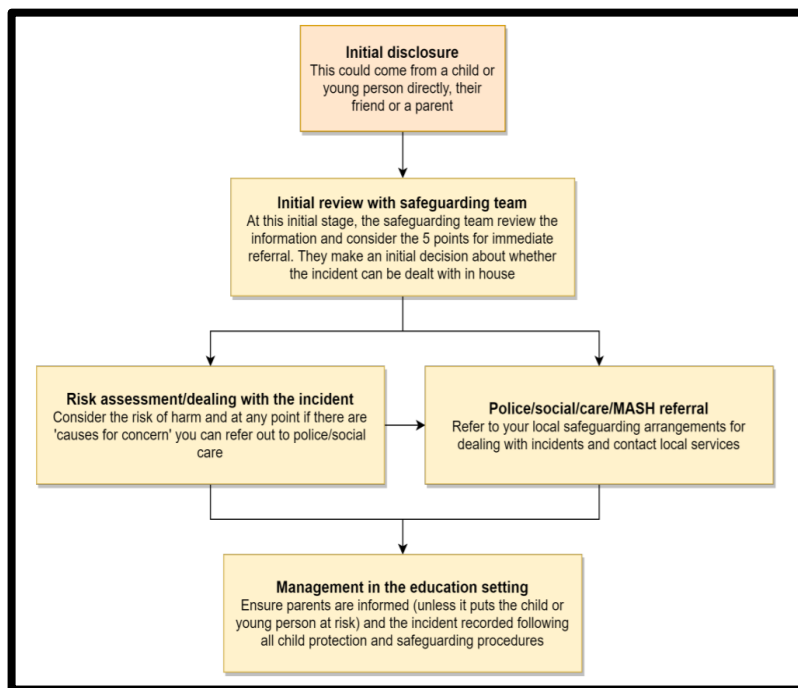 Initial disclosure
This could come from a child or
young person directly, their
friend or a parent
Initial review with safeguarding team
At this initial stage, the safeguarding team review the
information and consider the 5 points for immediate
referral. They make an initial decision about whether
the incident can be dealt with in house
Risk assessment/dealing with the incident
Consider the risk of harm and at any point if there are
'causes for concern' you can refer out to police/social
care
Police/social/care/MASH referral
Refer to your local safeguarding arrangements for
dealing with incidents and contact local services
Management in the education setting
Ensure parents are informed (unless it puts the child or
young person at risk) and the incident recorded following
all child protection and safeguarding procedures